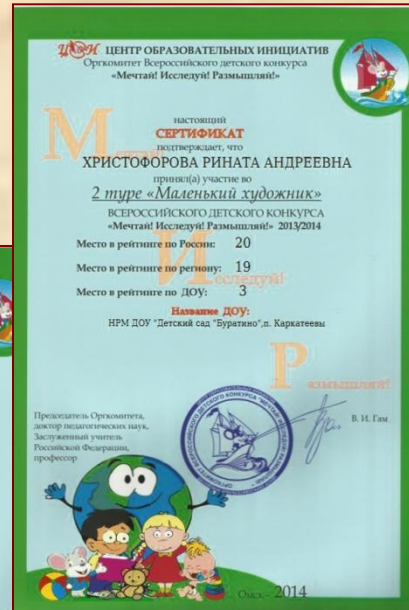 ЦОИ ЦЕНТР ОБРАЗОВАТЕЛЬНЫХ ИНИЦИАТИВ
Оргкомитет Всероссийского детского конкурса
«Мечтай! Исследуй! Размышляй!»
настоящий
СЕРТИФИКАТ
подтверждает, что
ХРИСТОФОРОВА РИНАТА АНДРЕЕВНА
принял(а) участие во
2 туре «Маленький художник»
ВСЕРОССИЙСКОГО ДЕТСКОГО КОНКУРСА
«Мечтай! Исследуй! Размышляй!» 2013/2014
Место в рейтинге по России: 20
Место в рейтинге по региону: 19
Место в рейтинге по ДОУ: 3
Исследуй!
Название ДОУ:
НРМ ДОУ "Детский сад "Буратино",п. Каркатеевы
Размышляй!
Председатель Оргкомитета,
доктор педагогических наук,
Заслуженный учитель
Российской Федерации,
профессор
В. И. Гам
Омск - 2014